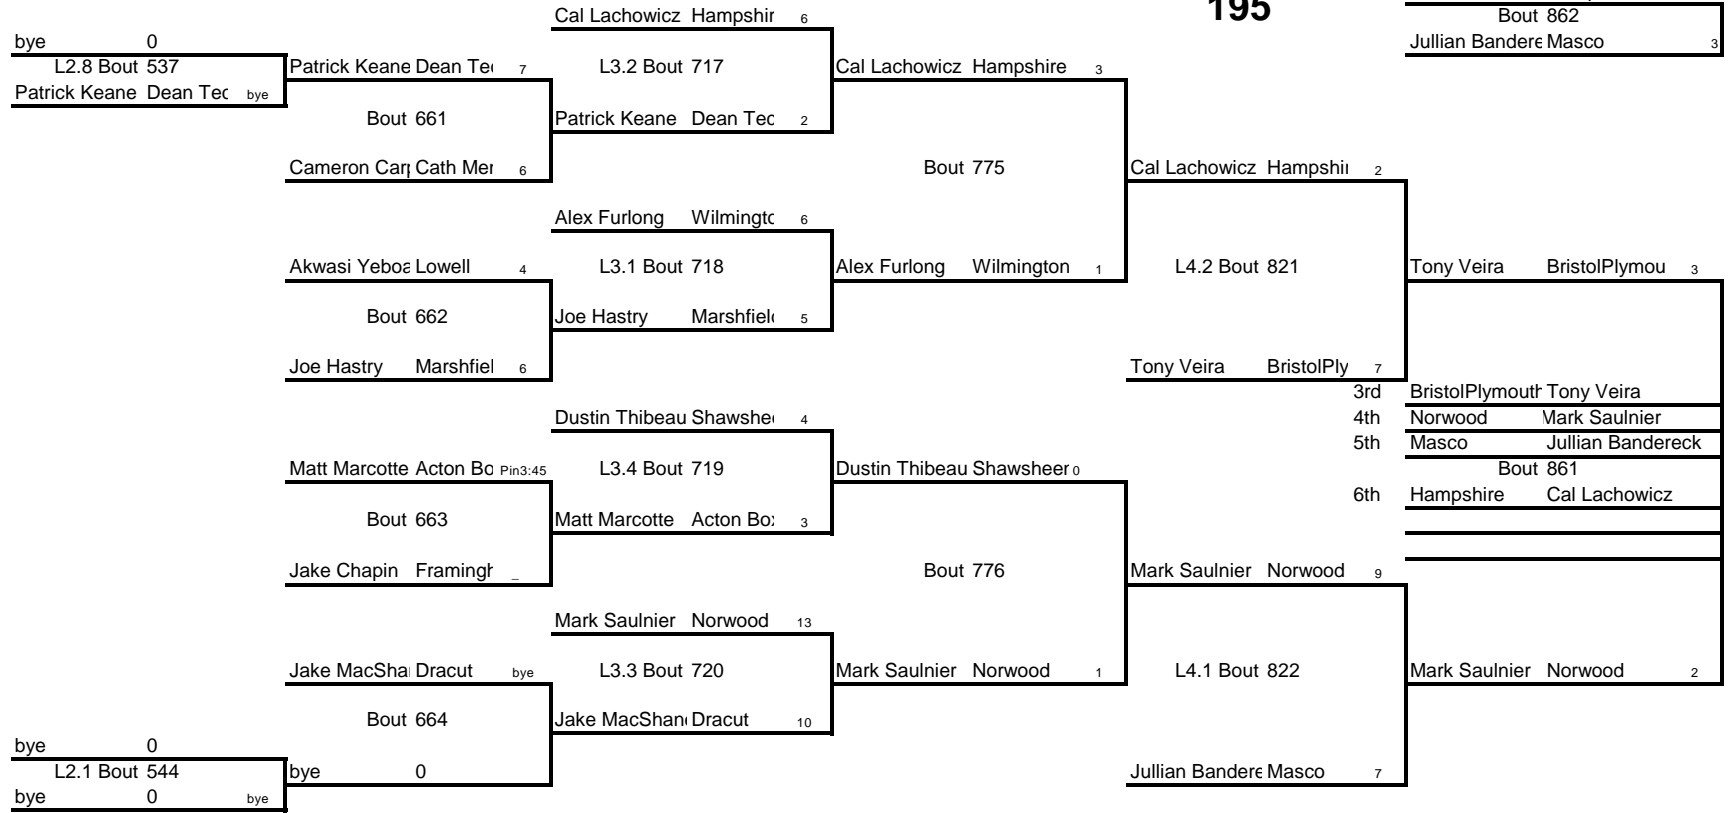 Cal Lachowicz Hampshir 6 195 Bout 862
bye 0 Jullian Bandere Masco 3
L2.8 Bout 537 Patrick Keane Dean Te 7 L3.2 Bout 717 Cal Lachowicz Hampshire 3
Patrick Keane Dean Tec bye
Bout 661 Patrick Keane Dean Tec 2
Cameron Car Cath Mer 6 Bout 775 Cal Lachowicz Hampshi 2
Alex Furlong Wilmingto 6
Akwasi Yeboa Lowell 4 L3.1 Bout 718 Alex Furlong Wilmington 1 L4.2 Bout 821 Tony Veira BristolPlymou 3
Bout 662 Joe Hastry Marshfiel 5
Joe Hastry Marshfiel 6 Tony Veira BristolPly 7
3rd BristolPlymouth Tony Veira
Dustin Thibeau Shawshe 4 4th Norwood Mark Saulnier
5th Masco Jullian Bandereck
Matt Marcotte Acton Bo Pin3:45 L3.4 Bout 719 Dustin Thibeau Shawsheen 0 Bout 861
6th Hampshire Cal Lachowicz
Bout 663 Matt Marcotte Acton Box 3
Jake Chapin Framingh _ Bout 776 Mark Saulnier Norwood 9
Mark Saulnier Norwood 13
Jake MacSha Dracut bye L3.3 Bout 720 Mark Saulnier Norwood 1 L4.1 Bout 822 Mark Saulnier Norwood 2
Bout 664 Jake MacShan Dracut 10
bye 0
L2.1 Bout 544 bye 0 Jullian Bandere Masco 7
bye 0 bye